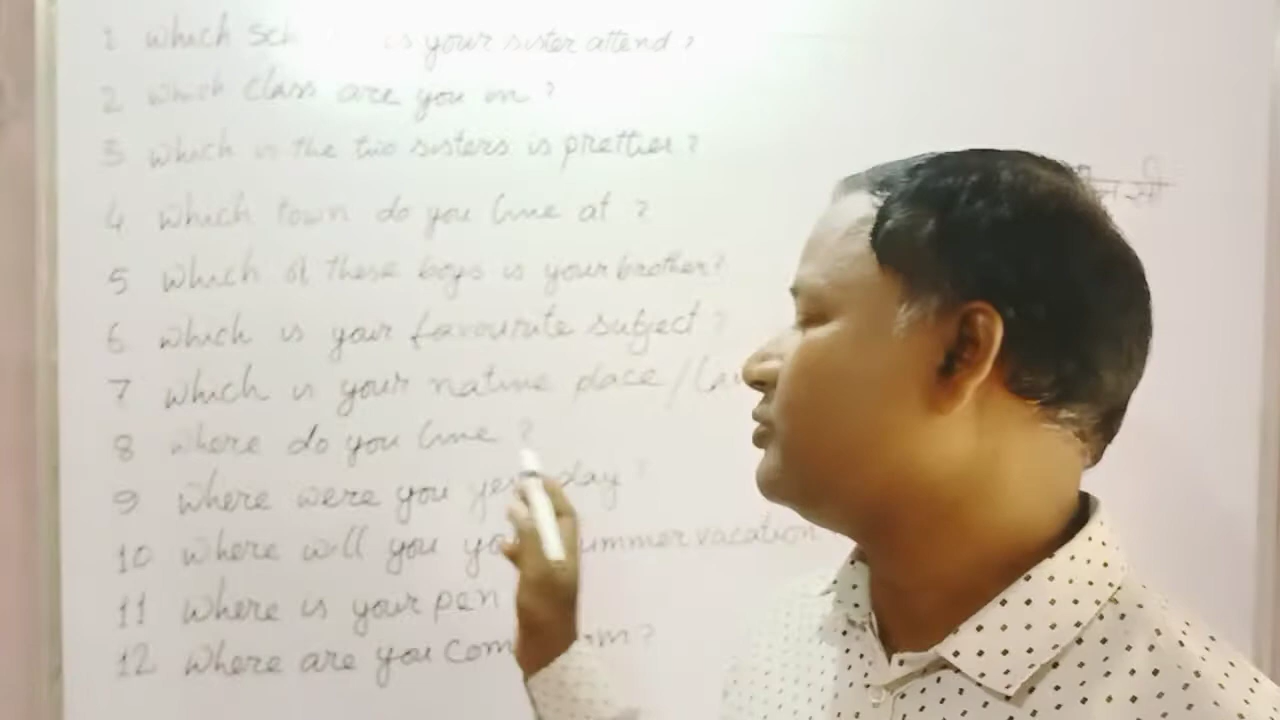 1 which is your sister attend?
2 which class are you in?
3 which is the two sisters is prettier?
4 which town do you live at?
5 which of these boys is your brother?
6 which is your favourite subject?
7 which is your native place /
8 where do you live?
9 where were you day?
10 where will you summer vacation
11 where is your pen
12 where are you